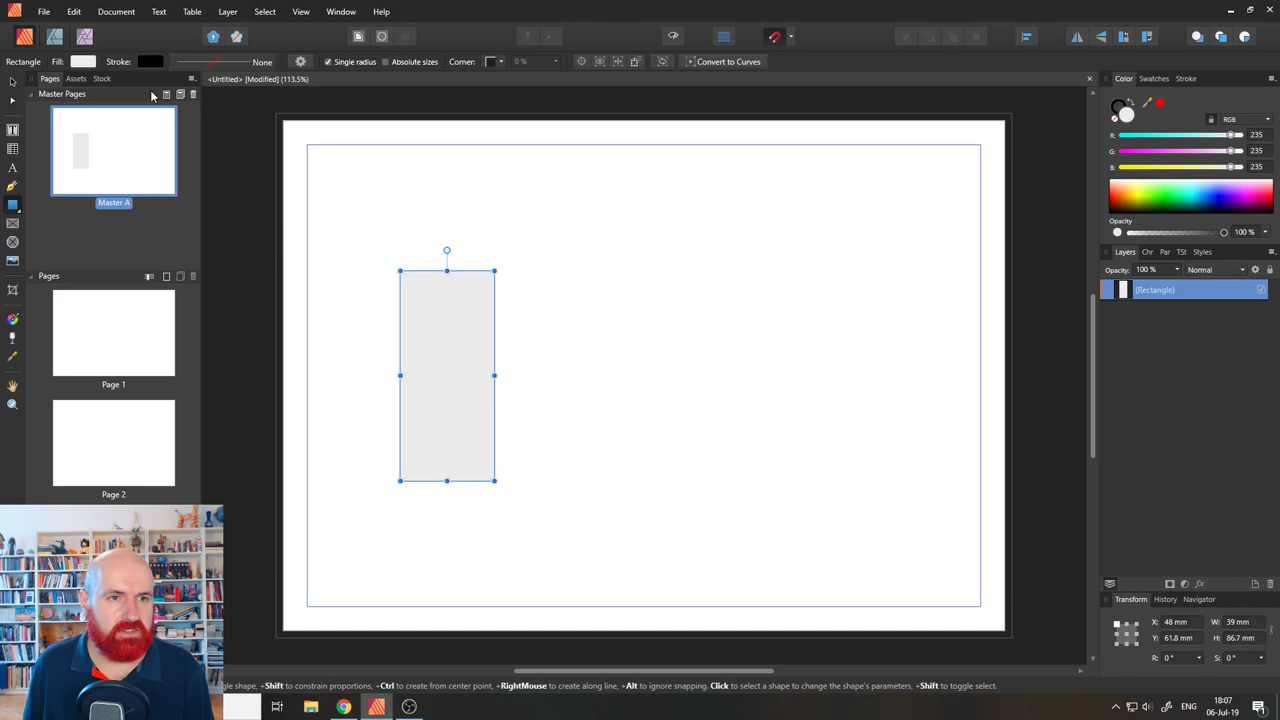 File Edit Document Text Table Layer Select View Window Help
Rectangle Fill: Stroke: None Single radius Absolute sizes Corner: 0 % Convert to Curves
Pages Assets Stock <Untitled> [Modified] (113.5%) Color Swatches Stroke
Master Pages
RGB
R: 235
G: 235
B: 235
Master A
Opacity
100 %
Layers Chr Par TSt Styles
Opacity: 100 % Normal
Pages
(Rectangle)
Page 1
Page 2
Transform History Navigator
X: 48 mm W: 39 mm
Y: 61.8 mm H: 86.7 mm
R: 0 ° S: 0 °
shape, +Shift to constrain proportions, +Ctrl to create from center point, +RightMouse to create along line, +Alt to ignore snapping. Click to select a shape to change the shape's parameters, +Shift to toggle select.
ENG
18:07
06-Jul-19